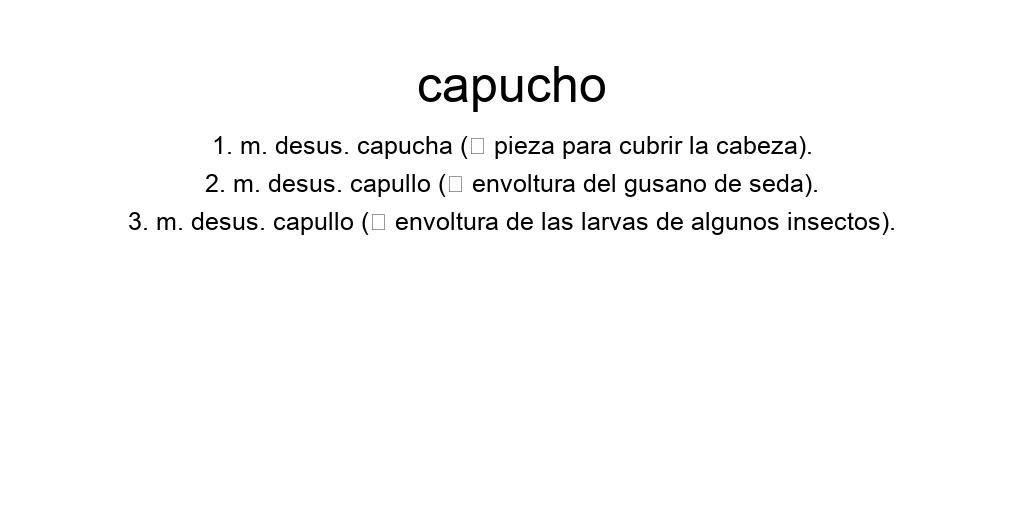 capucho
1. m. desus. capucha (▯ pieza para cubrir la cabeza).
2. m. desus. capullo (▯ envoltura del gusano de seda).
3. m. desus. capullo (▯ envoltura de las larvas de algunos insectos).